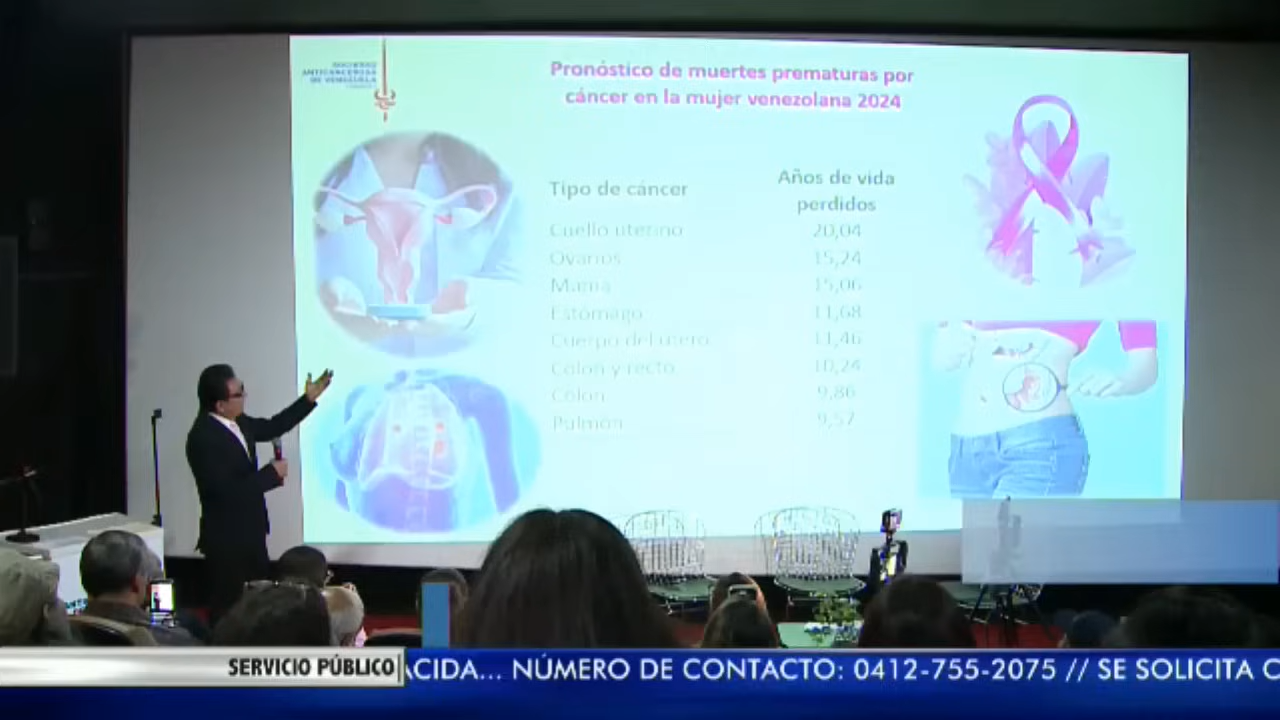 SOCIEDAD
ANTICANCEROSA
DE VENEZUELA
Pronóstico de muertes prematuras por
cáncer en la mujer venezolana 2024
Tipo de cáncer
Años de vida
perdidos
Cuello uterino 20,04
Ovarios 15,24
Mama 15,06
Estómago 11,68
Cuerpo del útero 11,46
Colon y recto 10,24
Colon 9,86
Pulmón 9,57
SERVICIO PÚBLICO
ACIDA... NÚMERO DE CONTACTO: 0412-755-2075 // SE SOLICITA